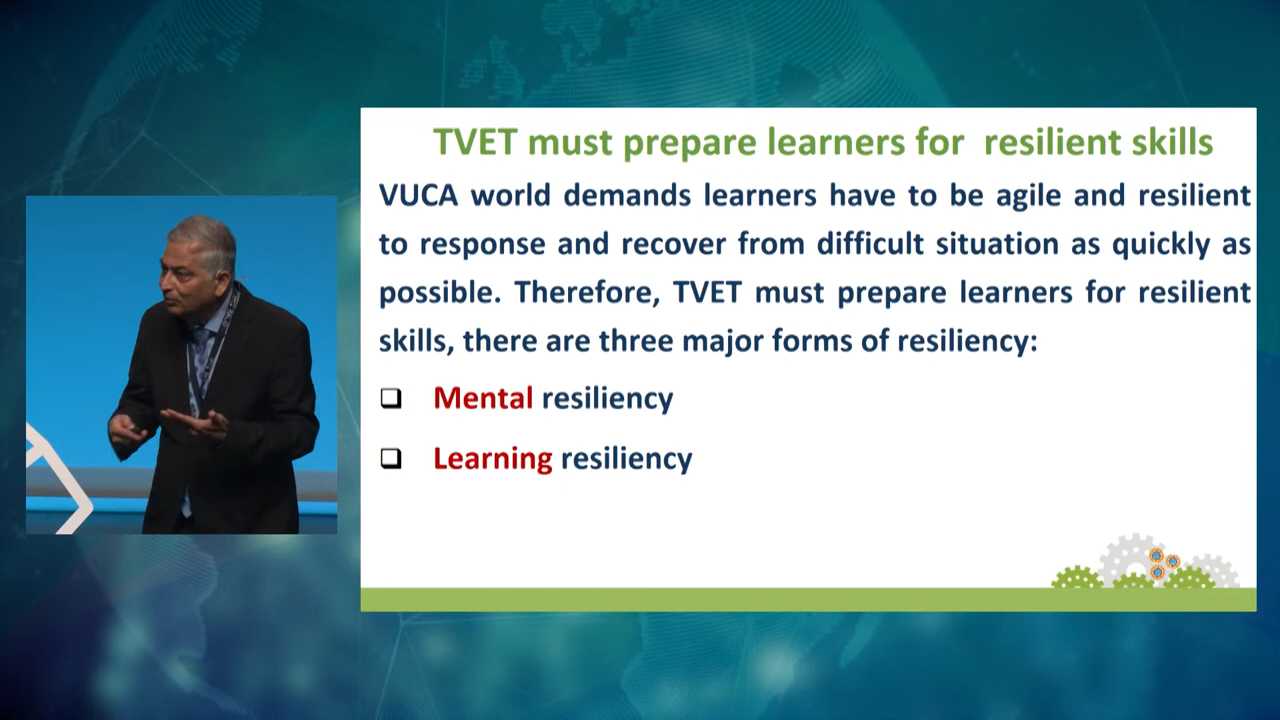 TVET must prepare learners for resilient skills
VUCA world demands learners have to be agile and resilient
to response and recover from difficult situation as quickly as
possible. Therefore, TVET must prepare learners for resilient
skills, there are three major forms of resiliency:
Mental resiliency
Learning resiliency